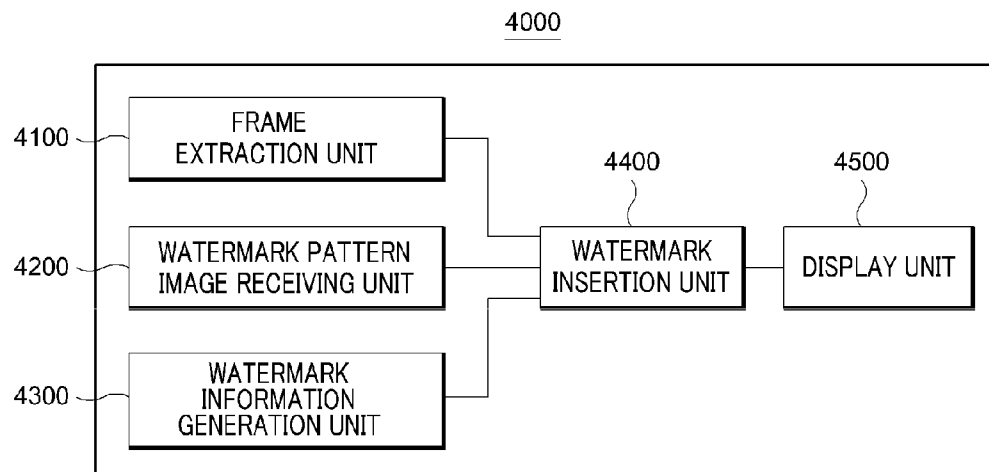 4000
4100
FRAME
EXTRACTION UNIT
4200
WATERMARK PATTERN
IMAGE RECEIVING UNIT
4300
WATERMARK
INFORMATION
GENERATION UNIT
4400
WATERMARK
INSERTION UNIT
4500
DISPLAY UNIT